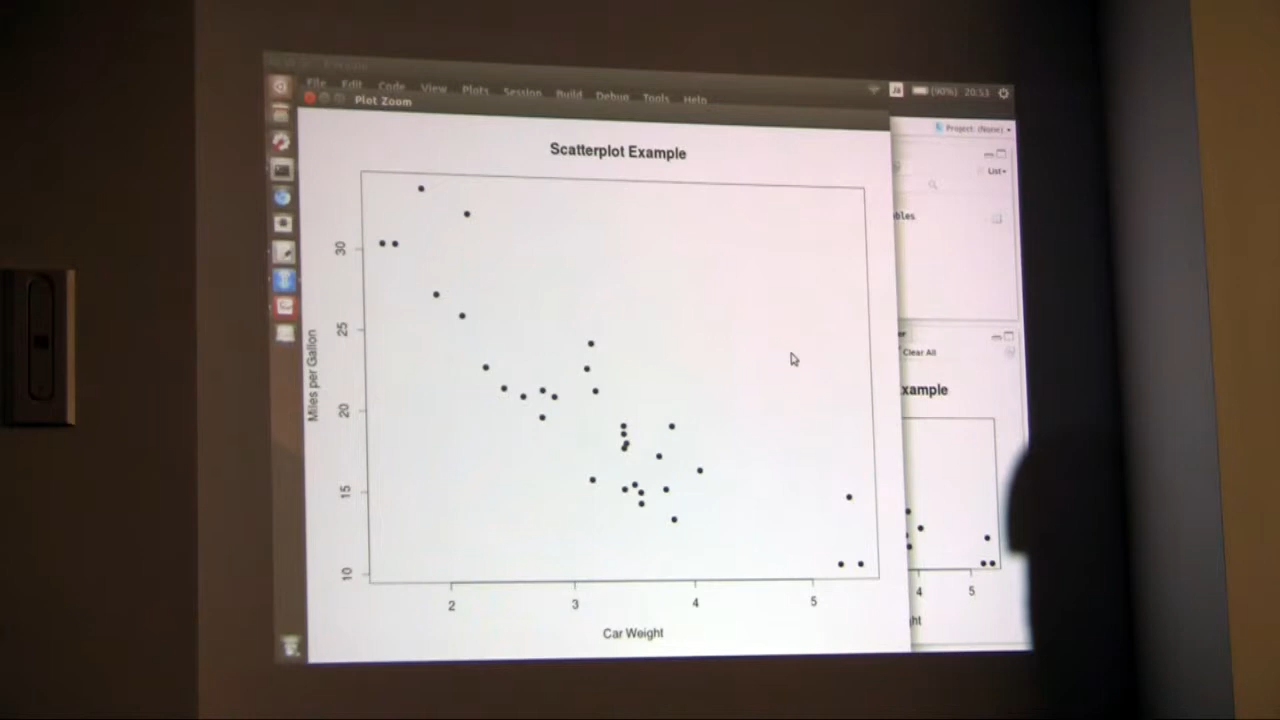 File Edit Code View Plots Session Build Debug Tools Help
(90%) 20:53
Plot Zoom
Project: (None)
List
bles
Clear All
xample
4 5
ht
Scatterplot Example
Miles per Gallon
30
25
20
15
10
2 3 4 5
Car Weight